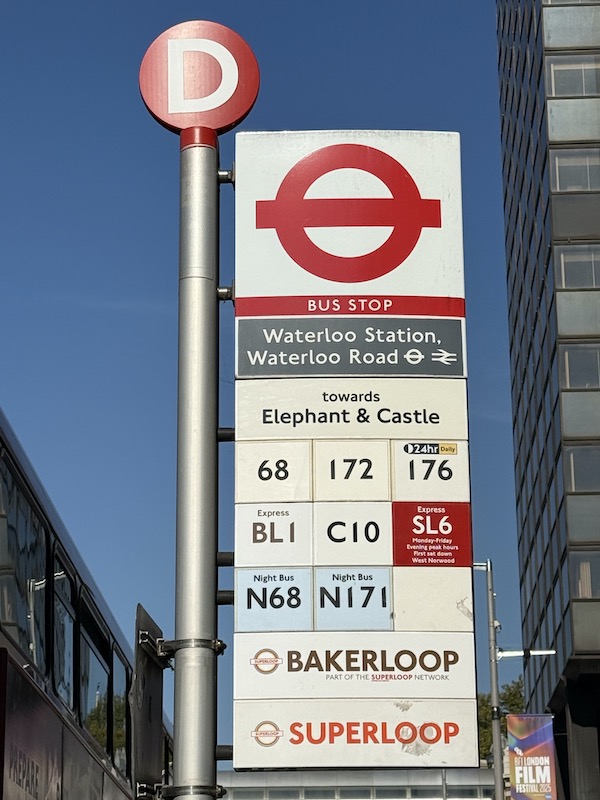 D
BUS STOP
Waterloo Station,
Waterloo Road
towards
Elephant & Castle
68
172
24hr Daily
176
Express
BL1
C10
Express
SL6
Monday-Friday
Evening peak hours
First set down
West Norwood
Night Bus
N68
Night Bus
N171
SUPERLOOP
BAKERLOOP
PART OF THE SUPERLOOP NETWORK
SUPERLOOP
SUPERLOOP
PREPARE
BFI LONDON
FILM
FESTIVAL 2025